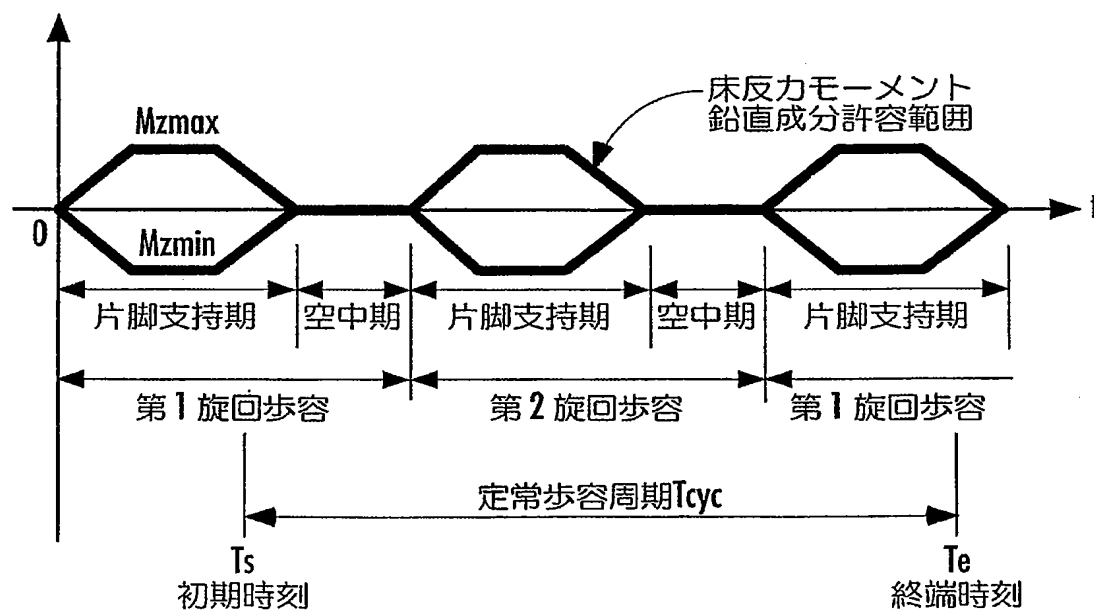 床反力モーメント
鉛直成分許容範囲
Mzmax
0
t
Mzmin
片脚支持期
空中期
片脚支持期
空中期
片脚支持期
第1旋回歩容
第2旋回歩容
第1旋回歩容
定常歩容周期Tcyc
Ts
初期時刻
Te
終端時刻